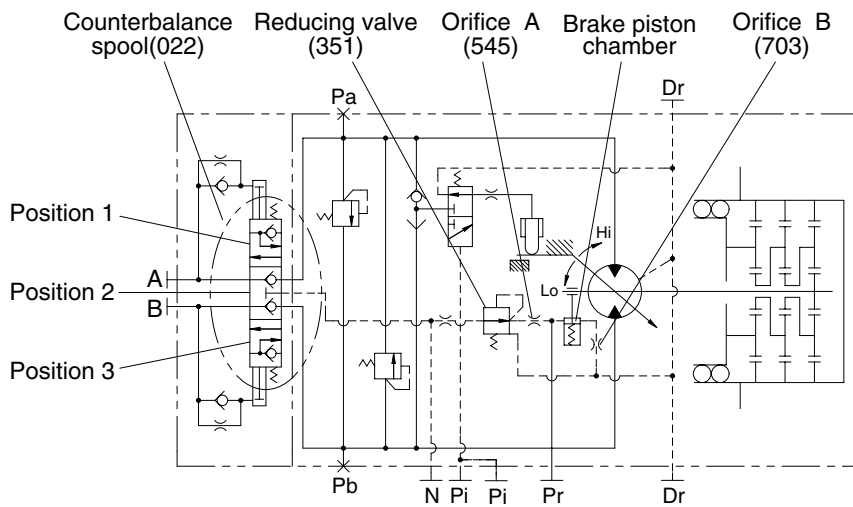 Counterbalance
spool(022)
Reducing valve
(351)
Orifice A
(545)
Brake piston
chamber
Orifice B
(703)
Dr
Pa
Position 1
Hi
A
Position 2
Lo
B
Position 3
Pb
N
Pi
Pi
Pr
Dr